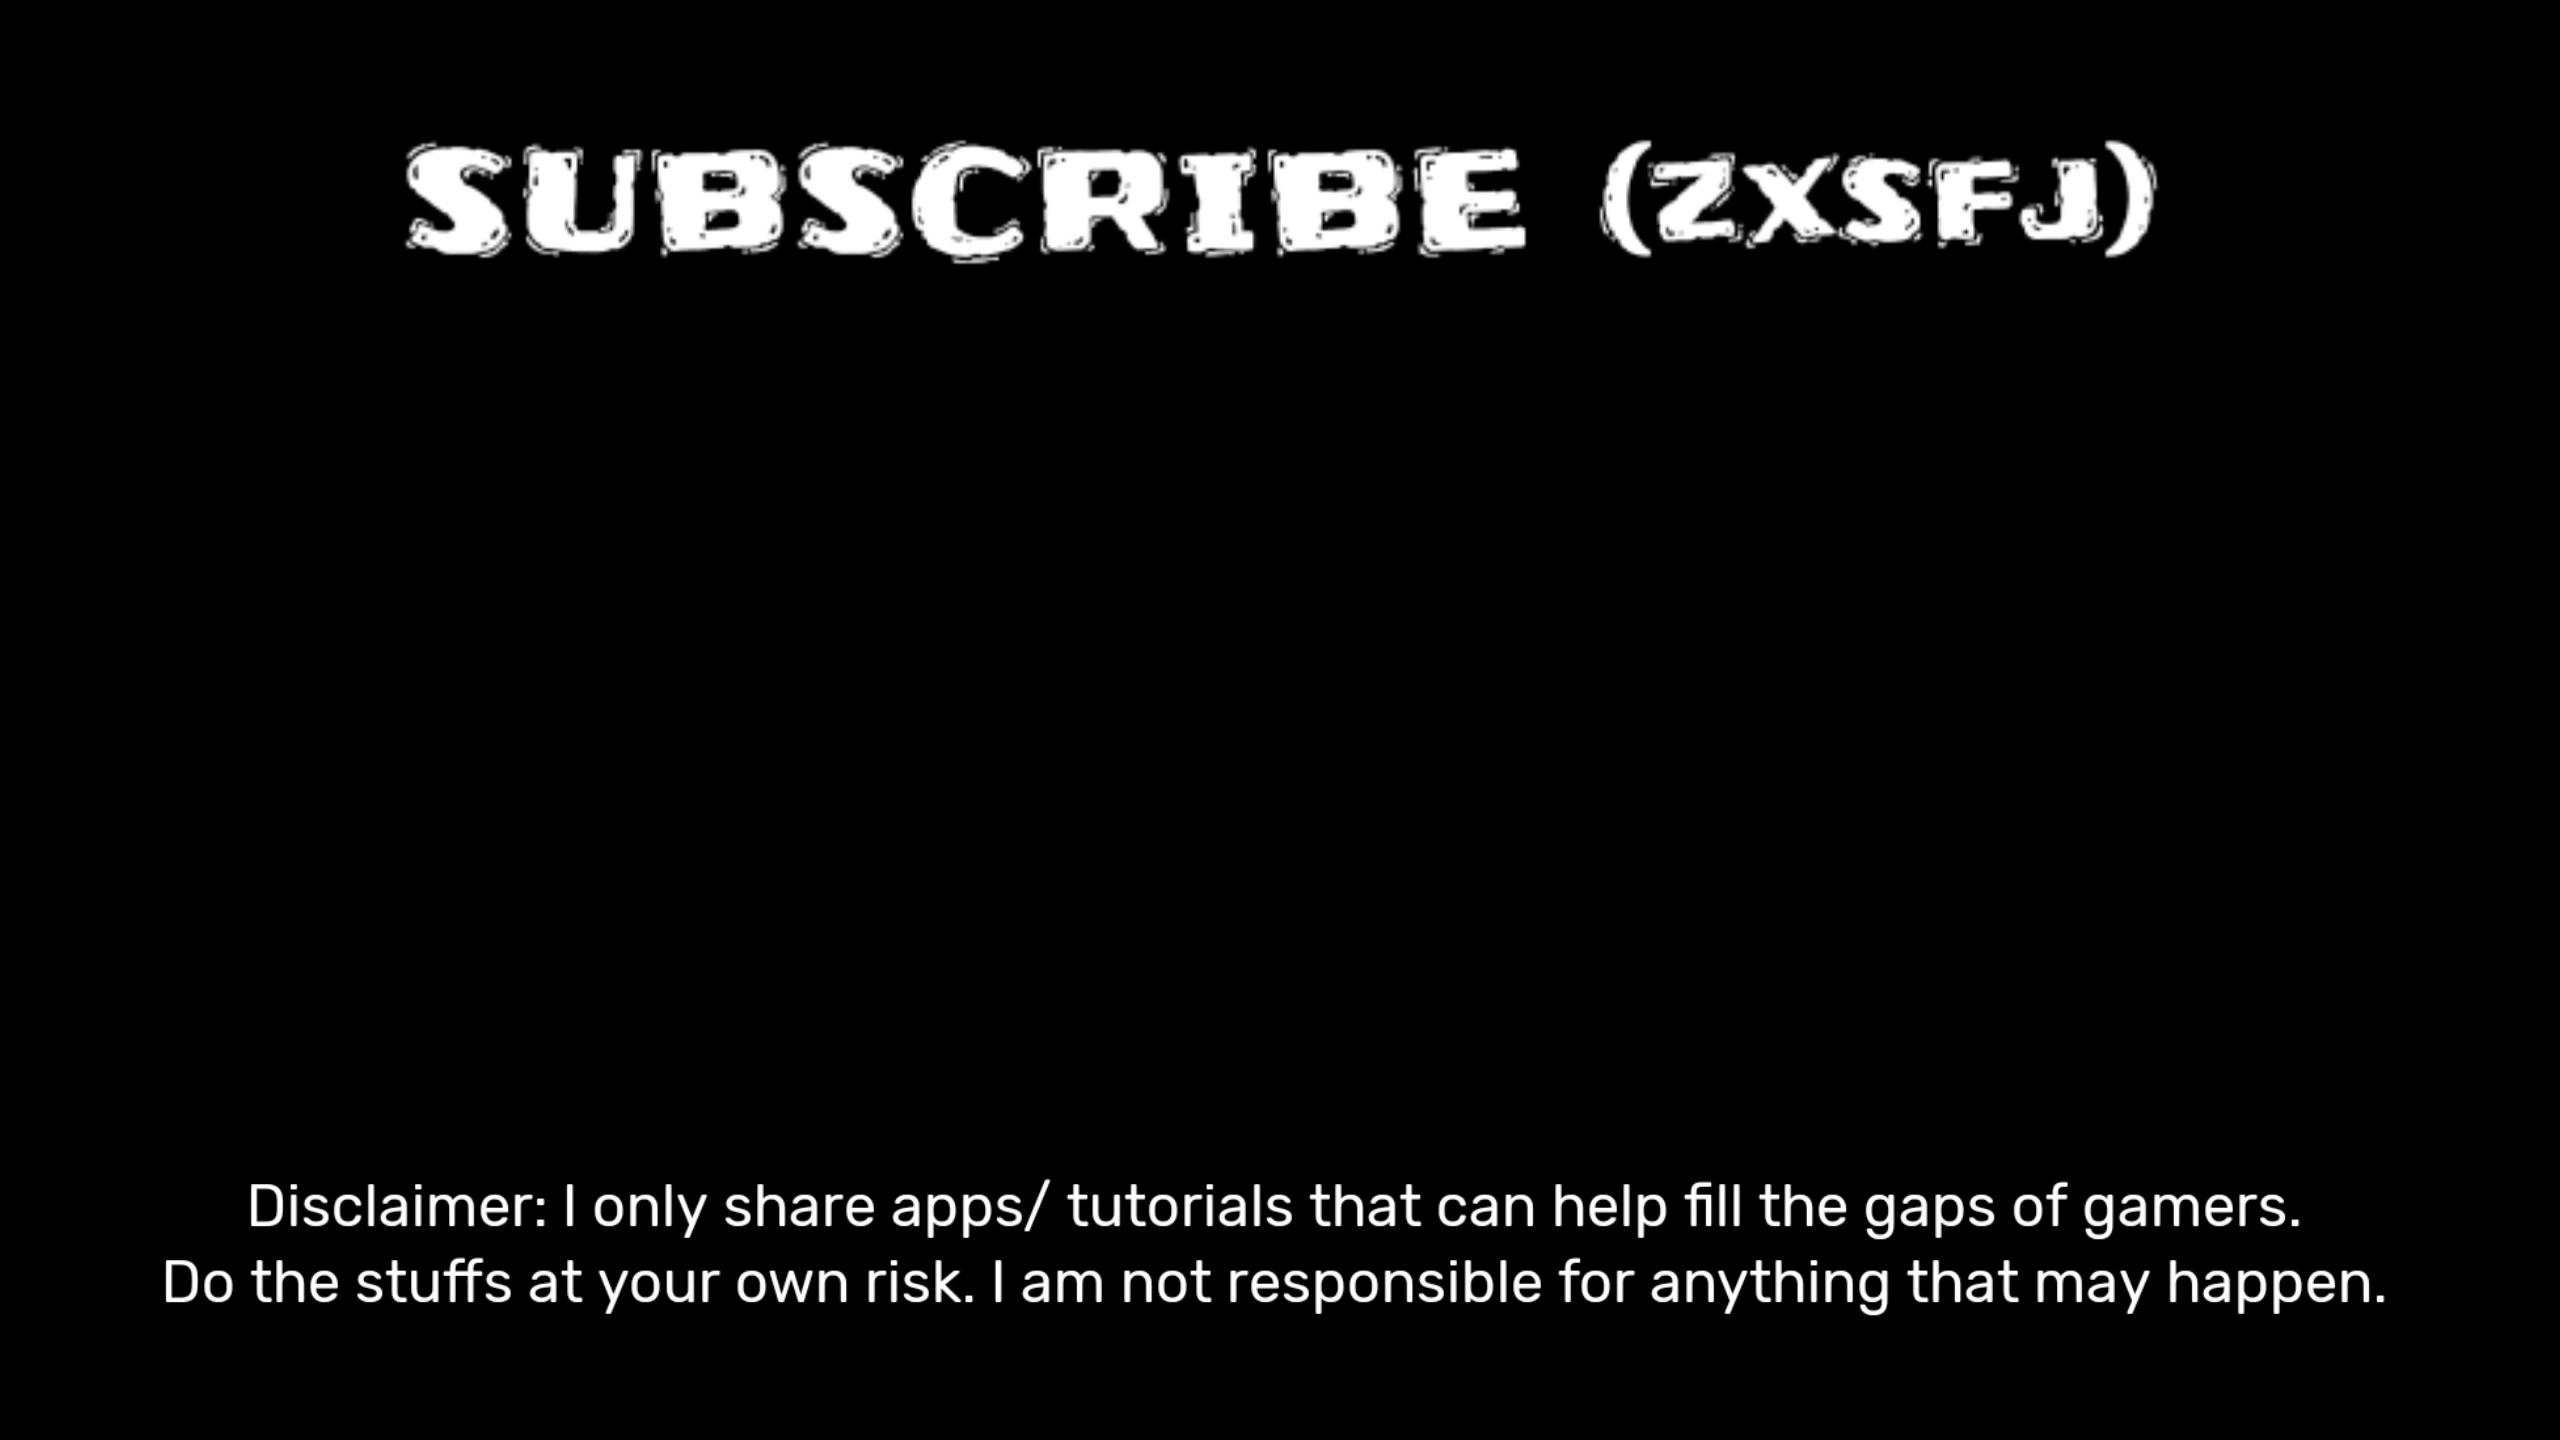 SUBSCRIBE (ZXSFJ)
Disclaimer: I only share apps/ tutorials that can help fill the gaps of gamers.
Do the stuffs at your own risk. I am not responsible for anything that may happen.